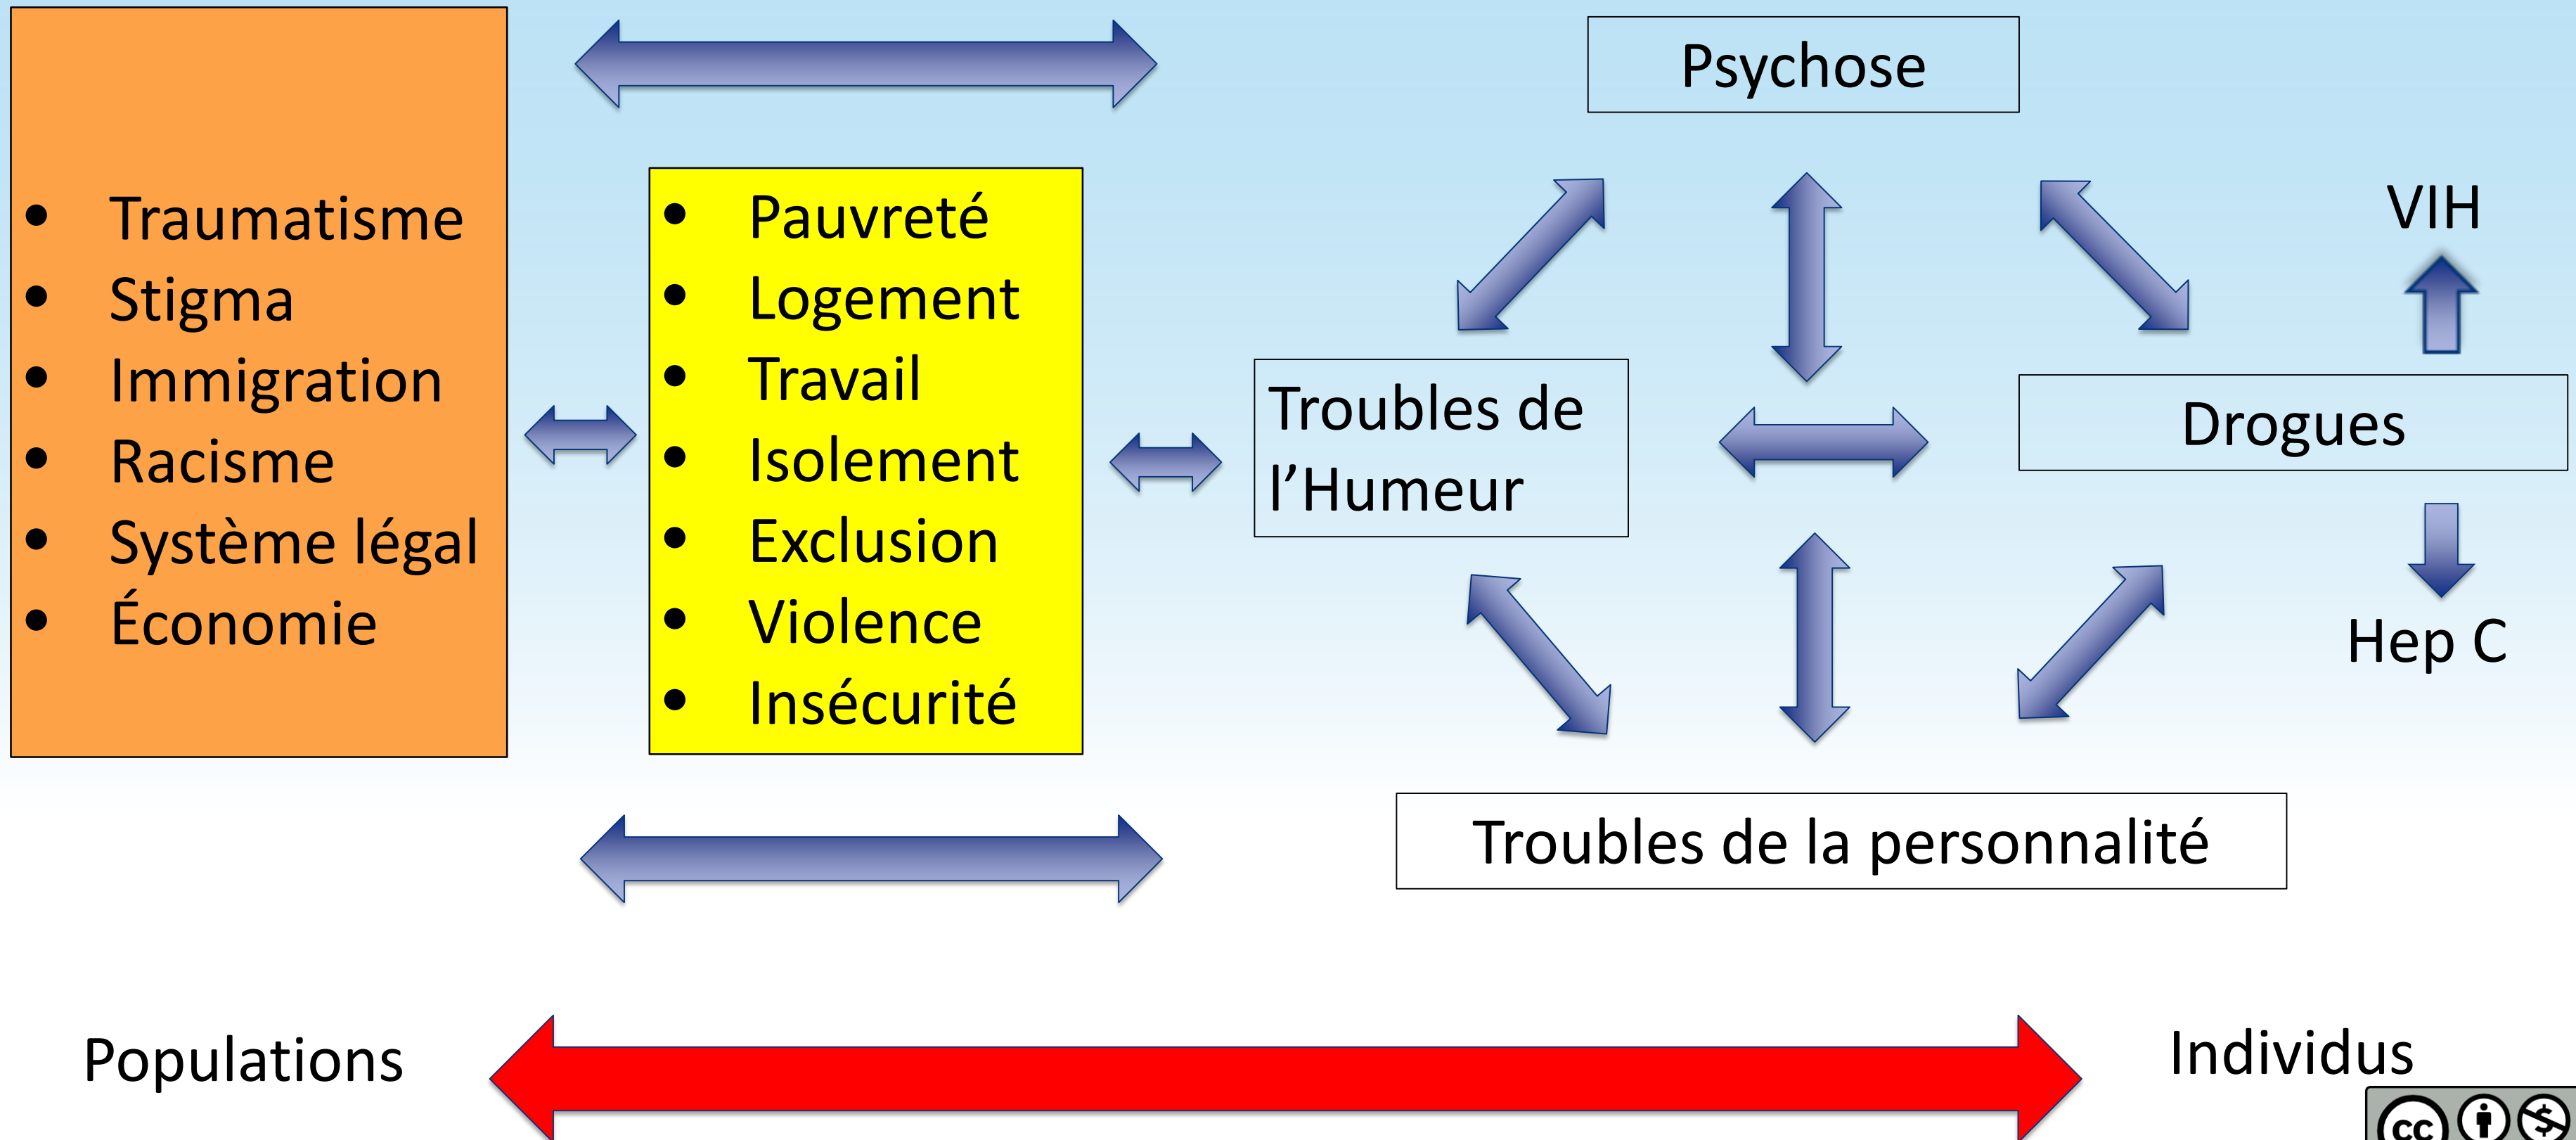 • Traumatisme
• Stigma
• Immigration
• Racisme
• Système légal
• Économie
• Pauvreté
• Logement
• Travail
• Isolement
• Exclusion
• Violence
• Insécurité
Psychose
Troubles de
l’Humeur
Drogues
VIH
Hep C
Troubles de la personnalité
Populations
Individus
cc